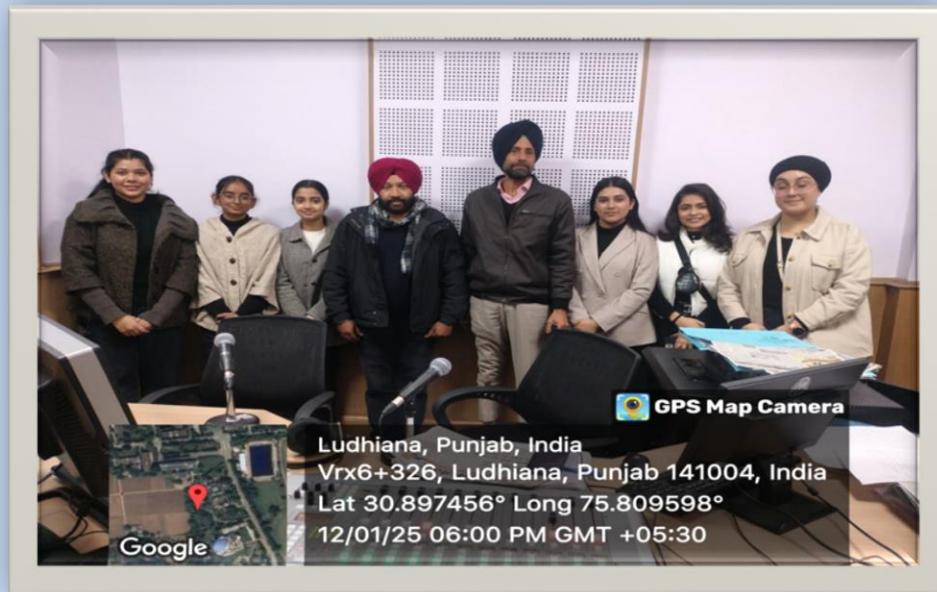 GPS Map Camera
Ludhiana, Punjab, India
Vrx6+326, Ludhiana, Punjab 141004, India
Lat 30.897456° Long 75.809598°
12/01/25 06:00 PM GMT +05:30
Google